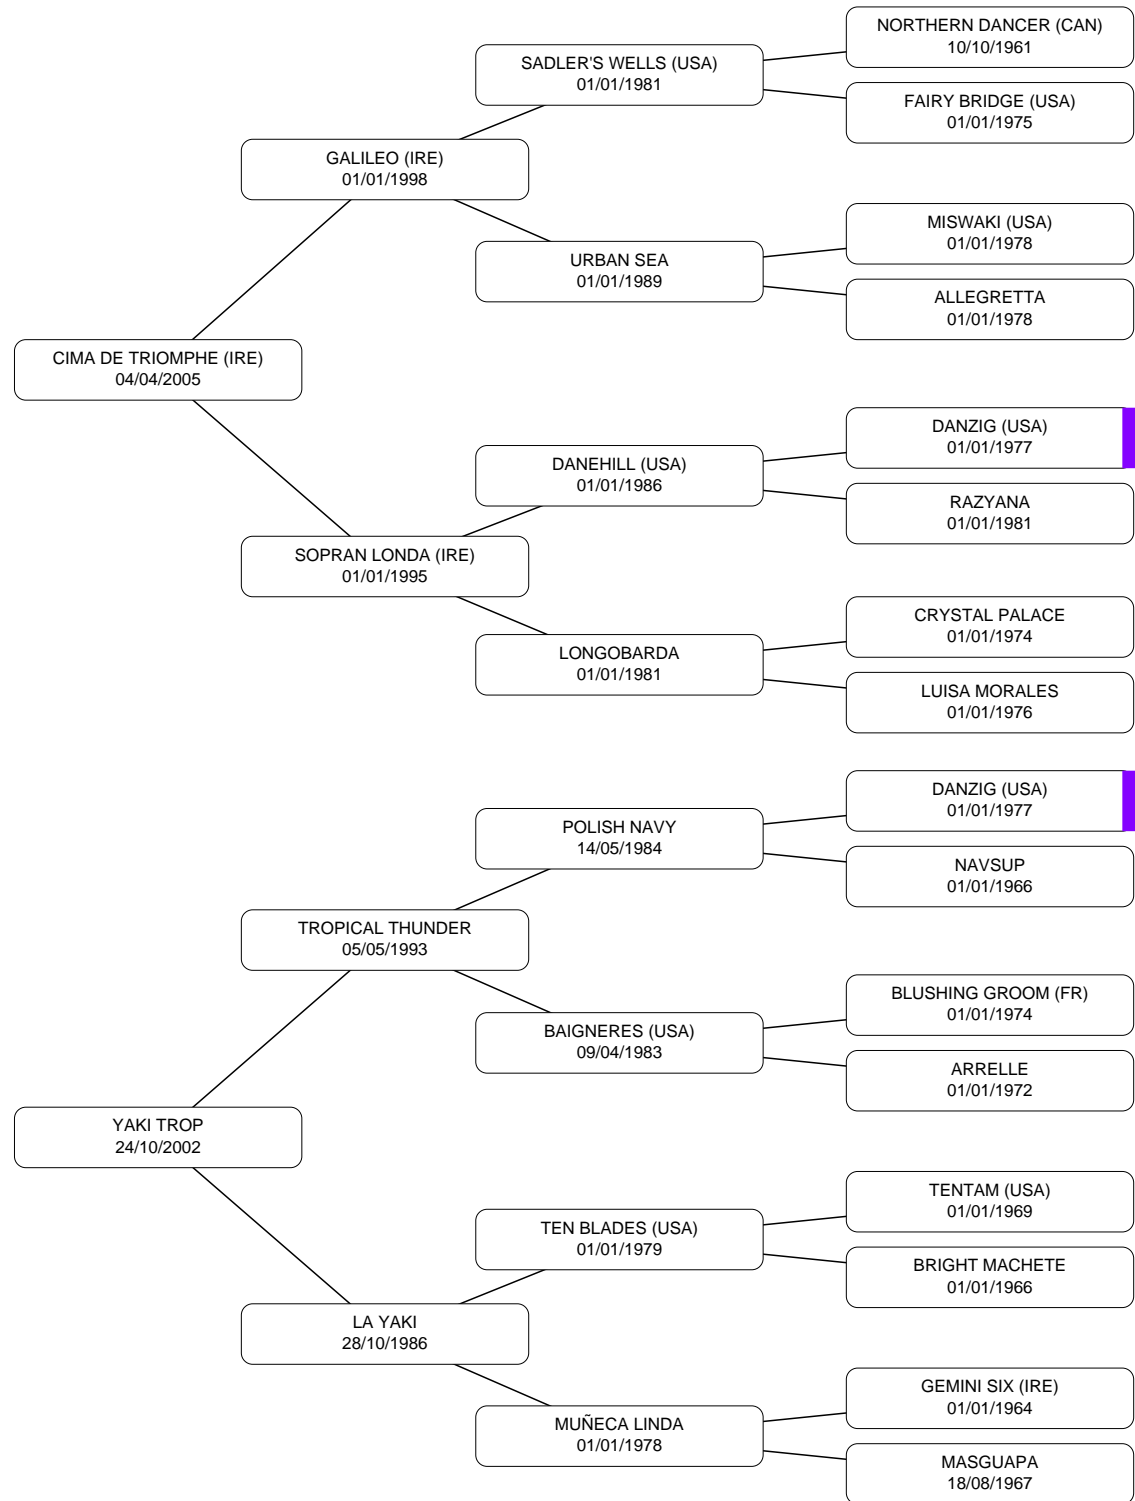 NORTHERN DANCER (CAN)
10/10/1961
SADLER'S WELLS (USA)
01/01/1981
FAIRY BRIDGE (USA)
01/01/1975
GALILEO (IRE)
01/01/1998
MISWAKI (USA)
01/01/1978
URBAN SEA
01/01/1989
ALLEGRETTA
01/01/1978
CIMA DE TRIOMPHE (IRE)
04/04/2005
DANZIG (USA)
01/01/1977
DANEHILL (USA)
01/01/1986
RAZYANA
01/01/1981
SOPRAN LONDA (IRE)
01/01/1995
CRYSTAL PALACE
01/01/1974
LONGOBARDA
01/01/1981
LUISA MORALES
01/01/1976
DANZIG (USA)
01/01/1977
POLISH NAVY
14/05/1984
NAVSUP
01/01/1966
TROPICAL THUNDER
05/05/1993
BLUSHING GROOM (FR)
01/01/1974
BAIGNERES (USA)
09/04/1983
ARRELLE
01/01/1972
YAKI TROP
24/10/2002
TENTAM (USA)
01/01/1969
TEN BLADES (USA)
01/01/1979
BRIGHT MACHETE
01/01/1966
LA YAKI
28/10/1986
GEMINI SIX (IRE)
01/01/1964
MUÑECA LINDA
01/01/1978
MASGUAPA
18/08/1967